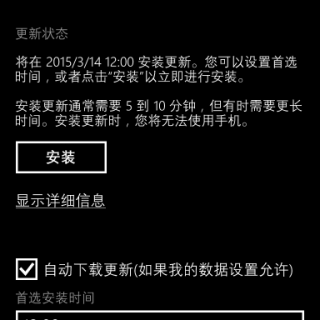 更新状态
将在 2015/3/14 12:00 安装更新。您可以设置首选
时间，或者点击"安装"以立即进行安装。
安装更新通常需要 5 到 10 分钟，但有时需要更长
时间。安装更新时，您将无法使用手机。
安装
显示详细信息
自动下载更新(如果我的数据设置允许)
首选安装时间